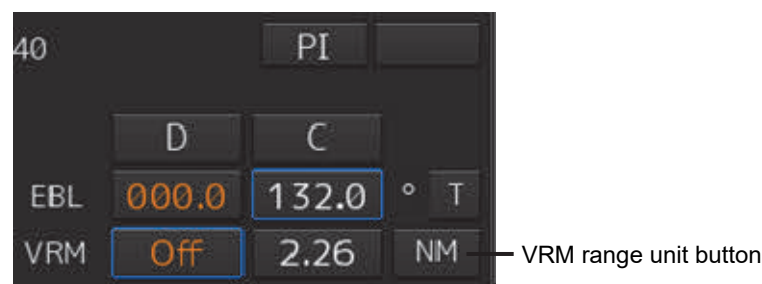 40 PI
D C
EBL 000.0 132.0 ° T
VRM Off 2.26 NM VRM range unit button